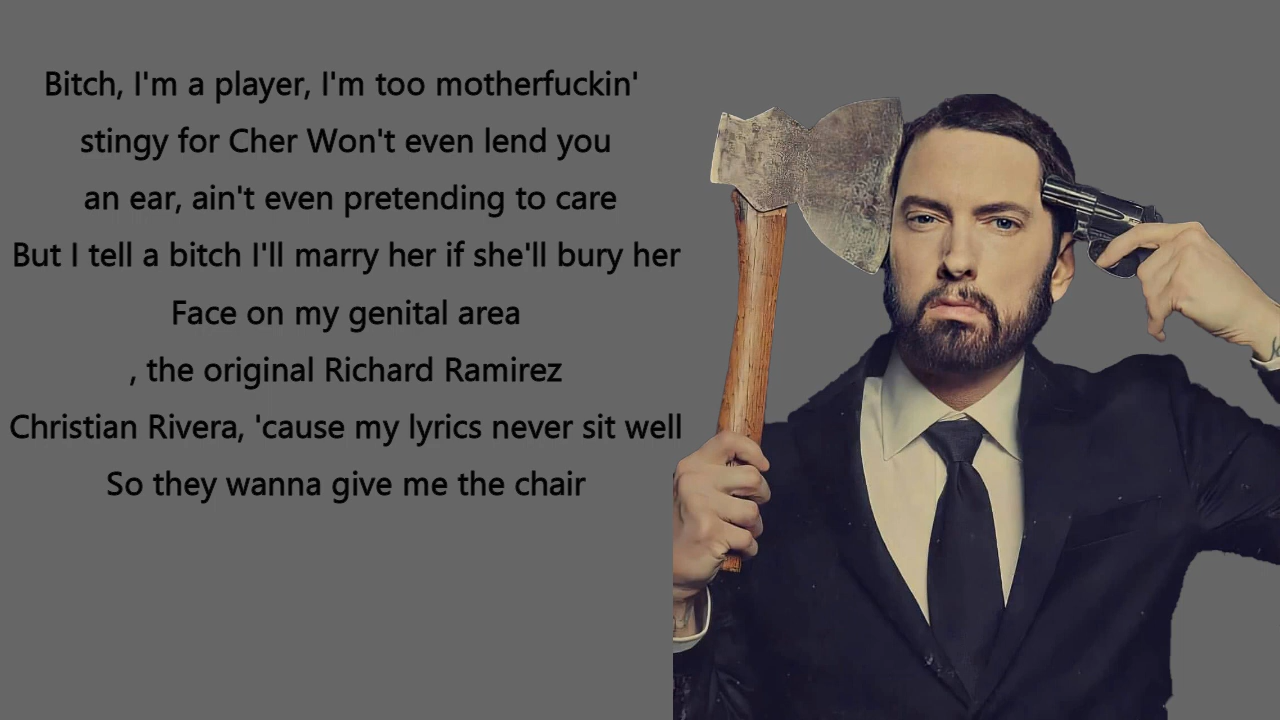 Bitch, I'm a player, I'm too motherfuckin'
stingy for Cher Won't even lend you
an ear, ain't even pretending to care
But I tell a bitch I'll marry her if she'll bury her
Face on my genital area
, the original Richard Ramirez
Christian Rivera, 'cause my lyrics never sit well
So they wanna give me the chair